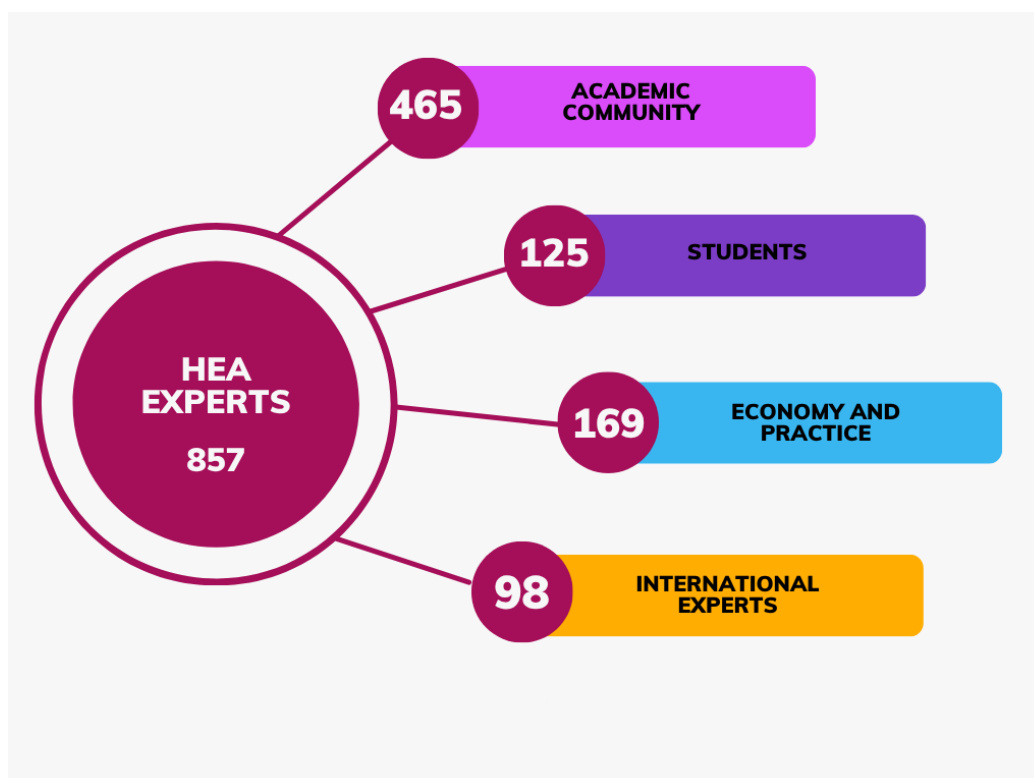 465
ACADEMIC
COMMUNITY
125
STUDENTS
HEA
EXPERTS
857
169
ECONOMY AND
PRACTICE
98
INTERNATIONAL
EXPERTS